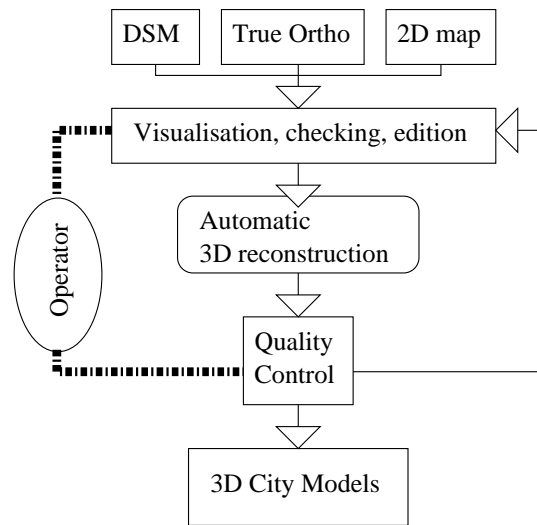 DSM
True Ortho
2D map
Visualisation, checking, edition
Automatic
3D reconstruction
Operator
Quality
Control
3D City Models